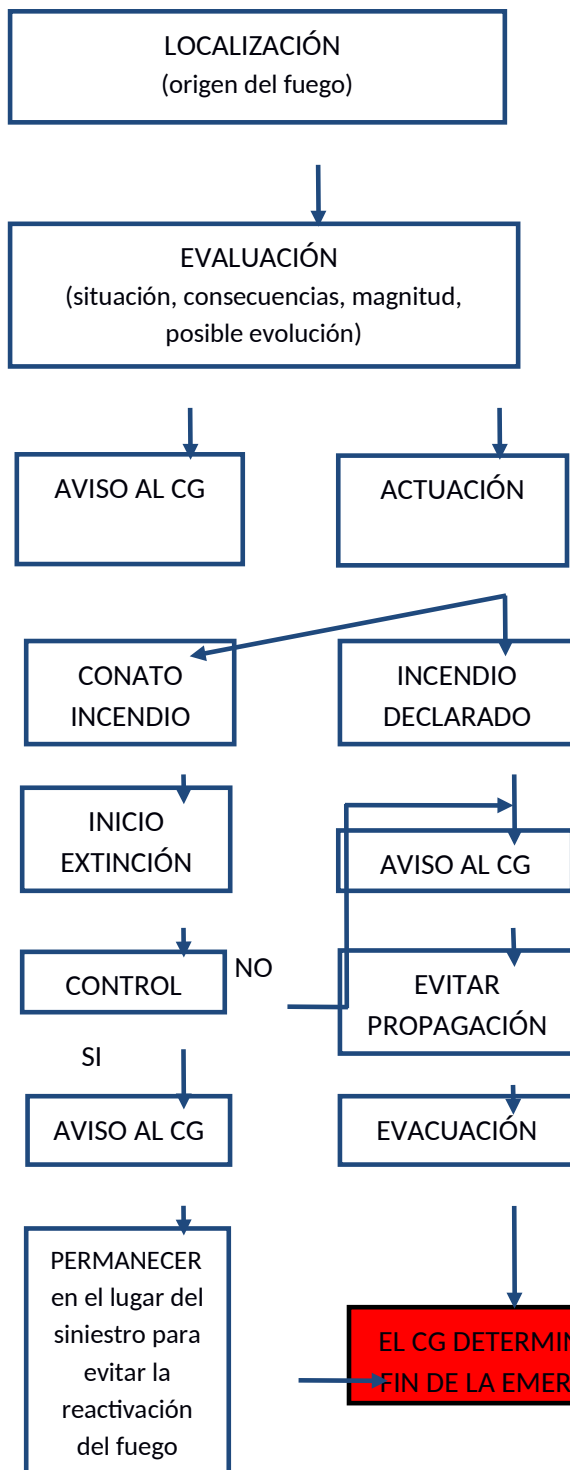 LOCALIZACIÓN
(origen del fuego)
EVALUACIÓN
(situación, consecuencias, magnitud,
posible evolución)
AVISO AL CG
ACTUACIÓN
CONATO
INCENDIO
INCENDIO
DECLARADO
INICIO
EXTINCIÓN
AVISO AL CG
CONTROL
NO
EVITAR
PROPAGACIÓN
SI
AVISO AL CG
EVACUACIÓN
PERMANECER
en el lugar del
siniestro para
evitar la
reactivación
del fuego
EL CG DETERMIN
FIN DE LA EMER